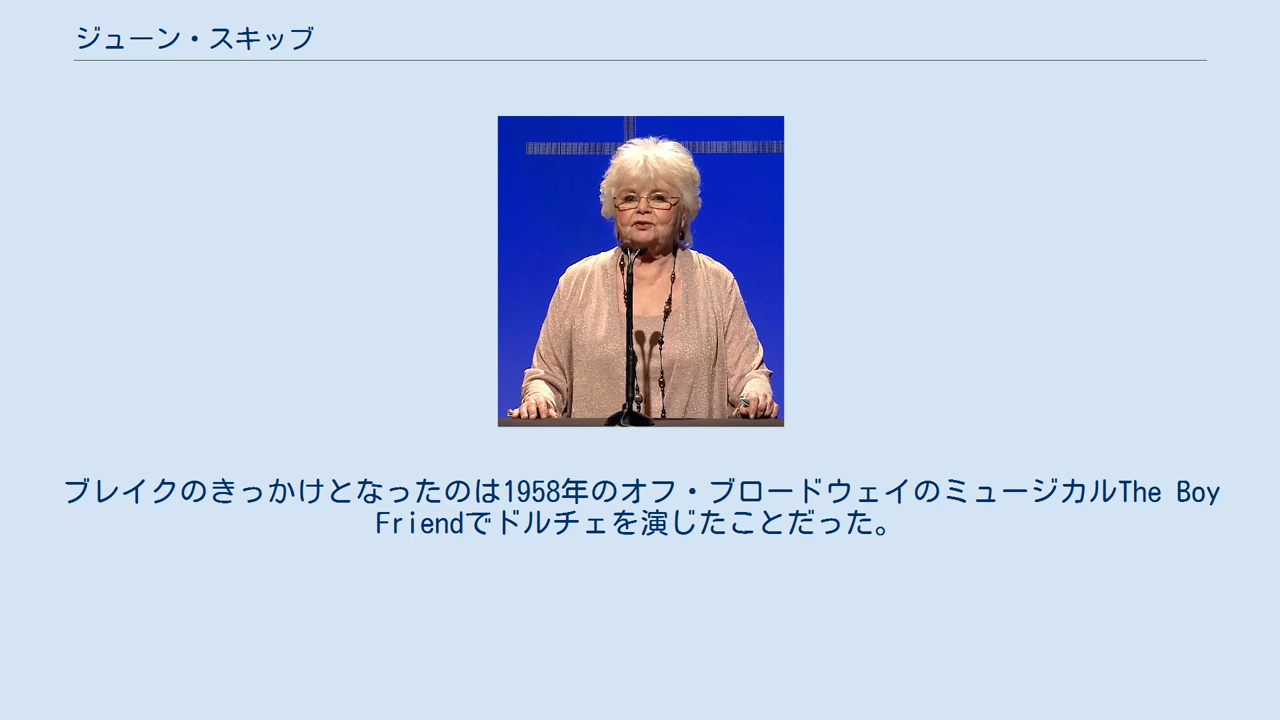 ジューン・スキッブ
ブレイクのきっかけとなったのは1958年のオフ・ブロードウェイのミュージカルThe Boy
Friendでドルチェを演じたことだった。